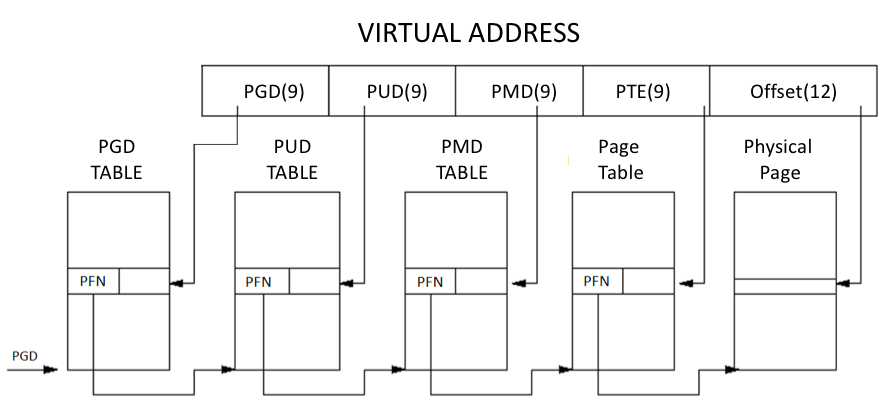 VIRTUAL ADDRESS
PGD(9) PUD(9) PMD(9) PTE(9) Offset(12)
PGD TABLE
PUD TABLE
PMD TABLE
Page Table
Physical Page
PFN PFN PFN PFN
PGD